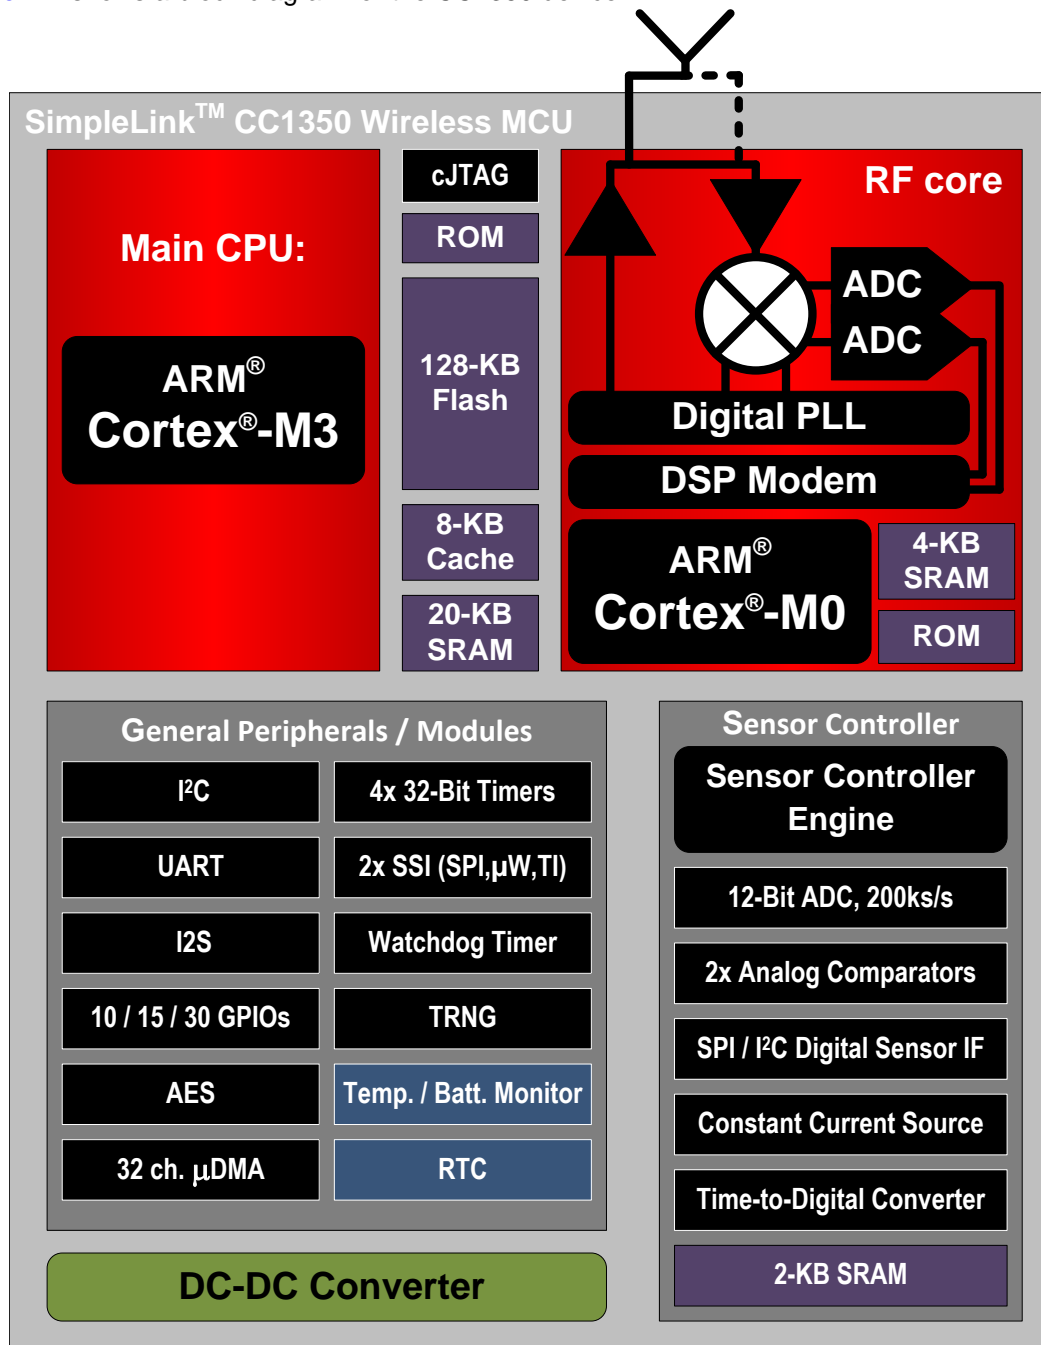 SimpleLink™ CC1350 Wireless MCU
Main CPU:
ARM®
Cortex®-M3
cJTAG
ROM
128-KB
Flash
8-KB
Cache
20-KB
SRAM
RF core
ADC
ADC
Digital PLL
DSP Modem
ARM®
Cortex®-M0
4-KB
SRAM
ROM
General Peripherals / Modules
I²C
4x 32-Bit Timers
UART
2x SSI (SPI,µW,TI)
I2S
Watchdog Timer
10 / 15 / 30 GPIOs
TRNG
AES
Temp. / Batt. Monitor
32 ch. µDMA
RTC
Sensor Controller
Sensor Controller
Engine
12-Bit ADC, 200ks/s
2x Analog Comparators
SPI / I²C Digital Sensor IF
Constant Current Source
Time-to-Digital Converter
2-KB SRAM
DC-DC Converter